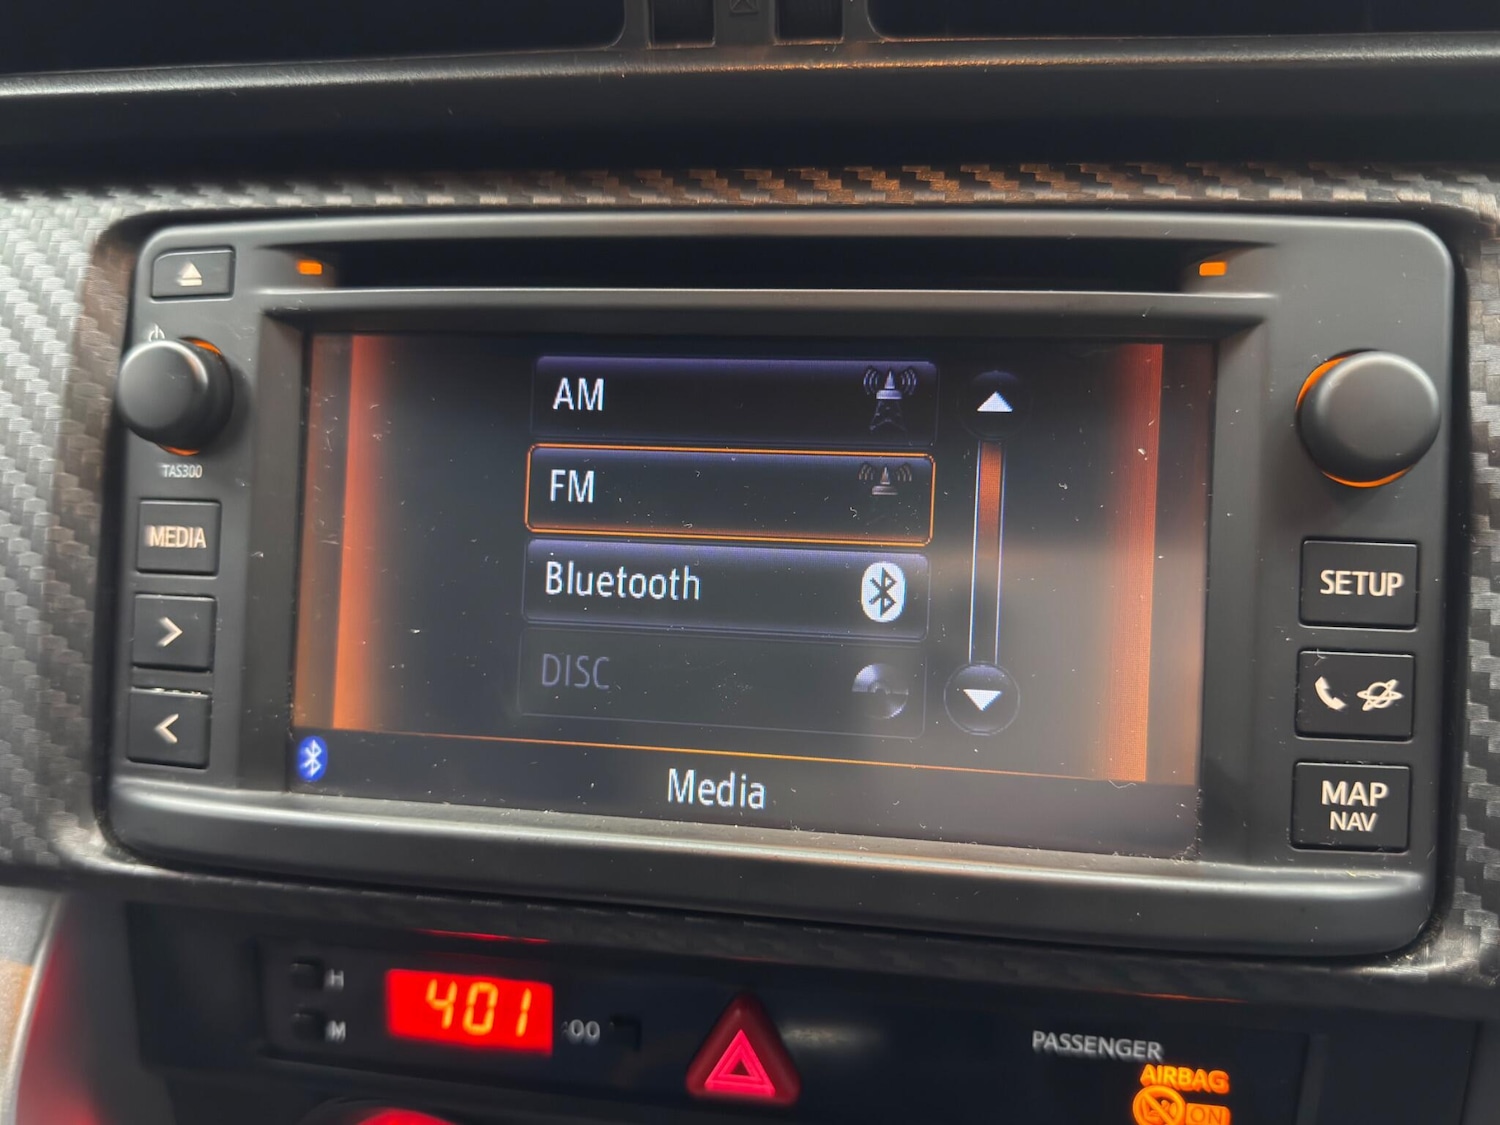 TAS300
MEDIA
>
<
AM
FM
Bluetooth
DISC
Media
SETUP
MAP
NAV
H
M
401
:00
PASSENGER
AIRBAG
ON